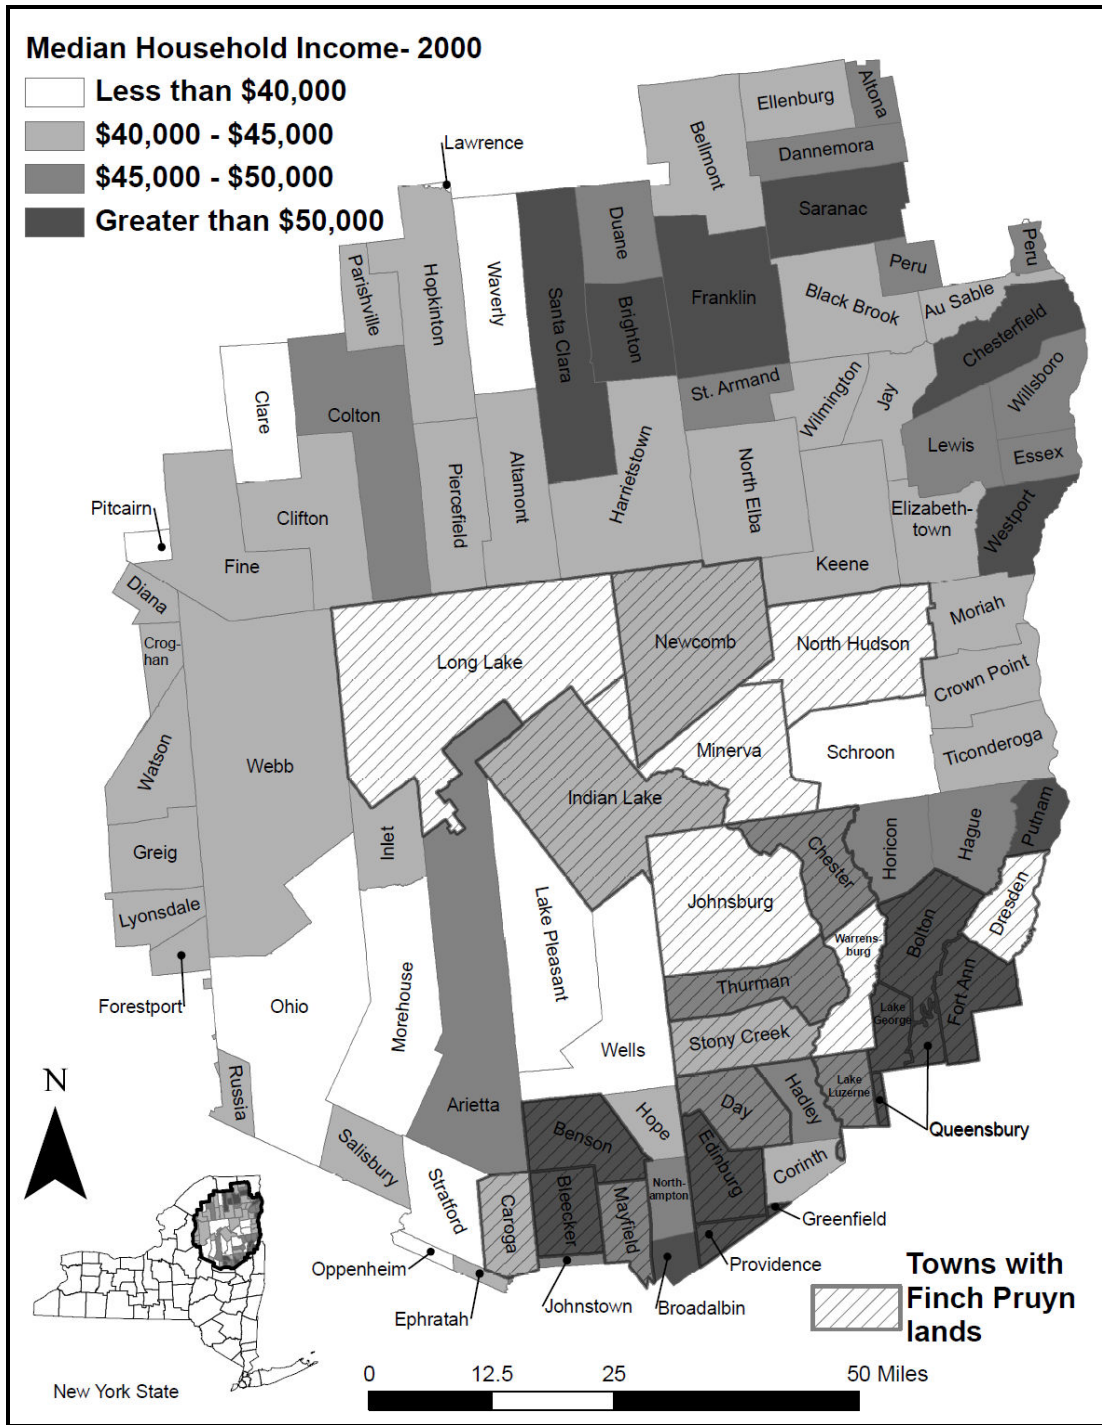 Median Household Income- 2000
Less than $40,000
$40,000 - $45,000
$45,000 - $50,000
Greater than $50,000
Lawrence
Ellenburg
Altona
Bellmont
Dannemora
Saranac
Duane
Peru
Peru
Parishville
Hopkinton
Waverly
Santa Clara
Brighton
Franklin
Black Brook
Au Sable
Chesterfield
Clare
Colton
St. Armand
Wilmington
Jay
Willsboro
Lewis
Essex
Piercefield
Altamont
Harrietstown
North
Elba
Pitcairn
Clifton
Elizabeth-
town
Westport
Fine
Keene
Diana
Crog-
han
Moriah
Long Lake
Newcomb
North Hudson
Crown Point
Watson
Webb
Minerva
Schroon
Ticonderoga
Indian Lake
Putnam
Inlet
Greig
Chester
Horicon
Hague
Dresden
Lyonsdale
Lake
Pleasant
Johnsburg
Warrens-
burg
Bolton
Forestport
Ohio
Morehouse
Thurman
Fort Ann
Lake
George
Stony Creek
Wells
N
Russia
Arietta
Hope
Day
Hadley
Lake
Luzerne
Queensbury
Salisbury
Benson
Edinburg
Corinth
Stratford
Caroga
Bleecker
Mayfield
North-
ampton
Greenfield
Oppenheim
Providence
Ephratah
Johnstown
Broadalbin
Towns with
Finch Pruyn
lands
New York State
0 12.5 25 50 Miles